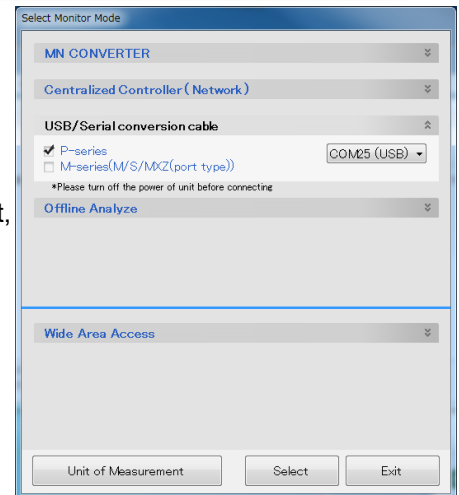 Select Monitor Mode
MN CONVERTER
Centralized Controller(Network)
USB/Serial conversion cable
P-series
COM25 (USB)
M-series(M/S/MXZ(port type))
*Please turn off the power of unit before connecting
t,
Offline Analyze
Wide Area Access
Unit of Measurement
Select
Exit